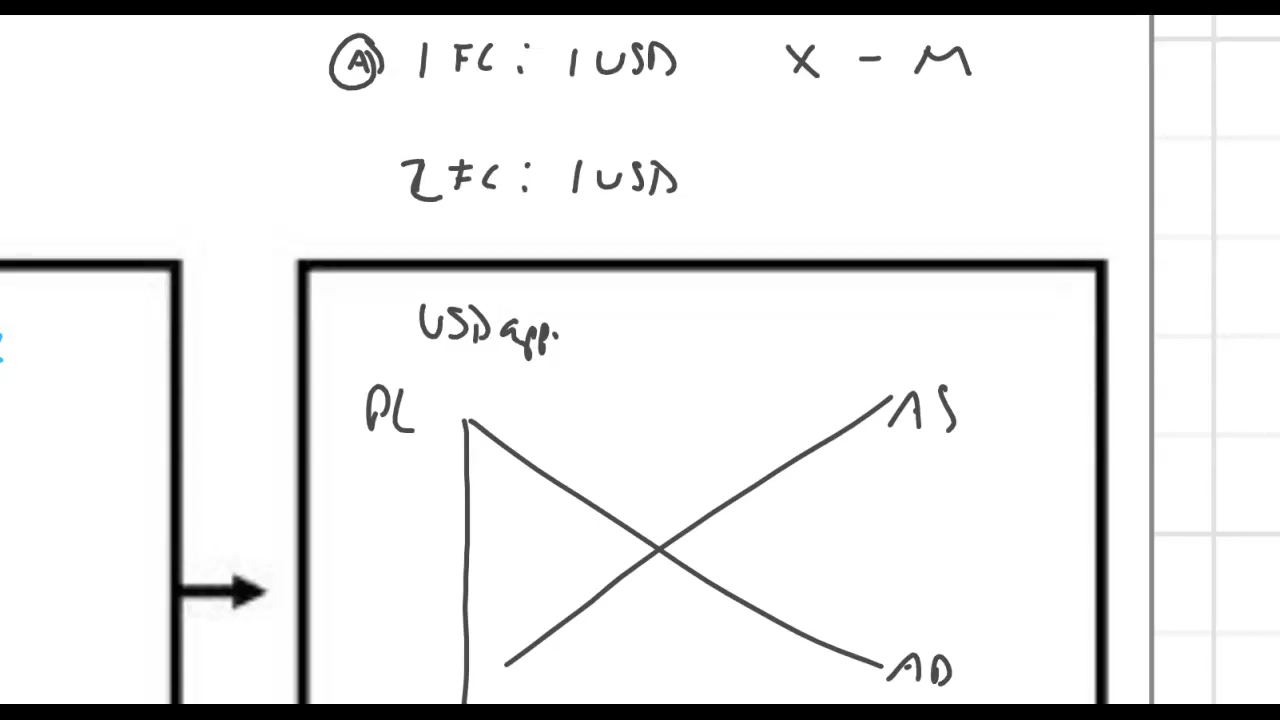 Ⓐ 1 FC : 1 USD X - M
2 FC : 1 USD
USD app.
PL
AS
AD